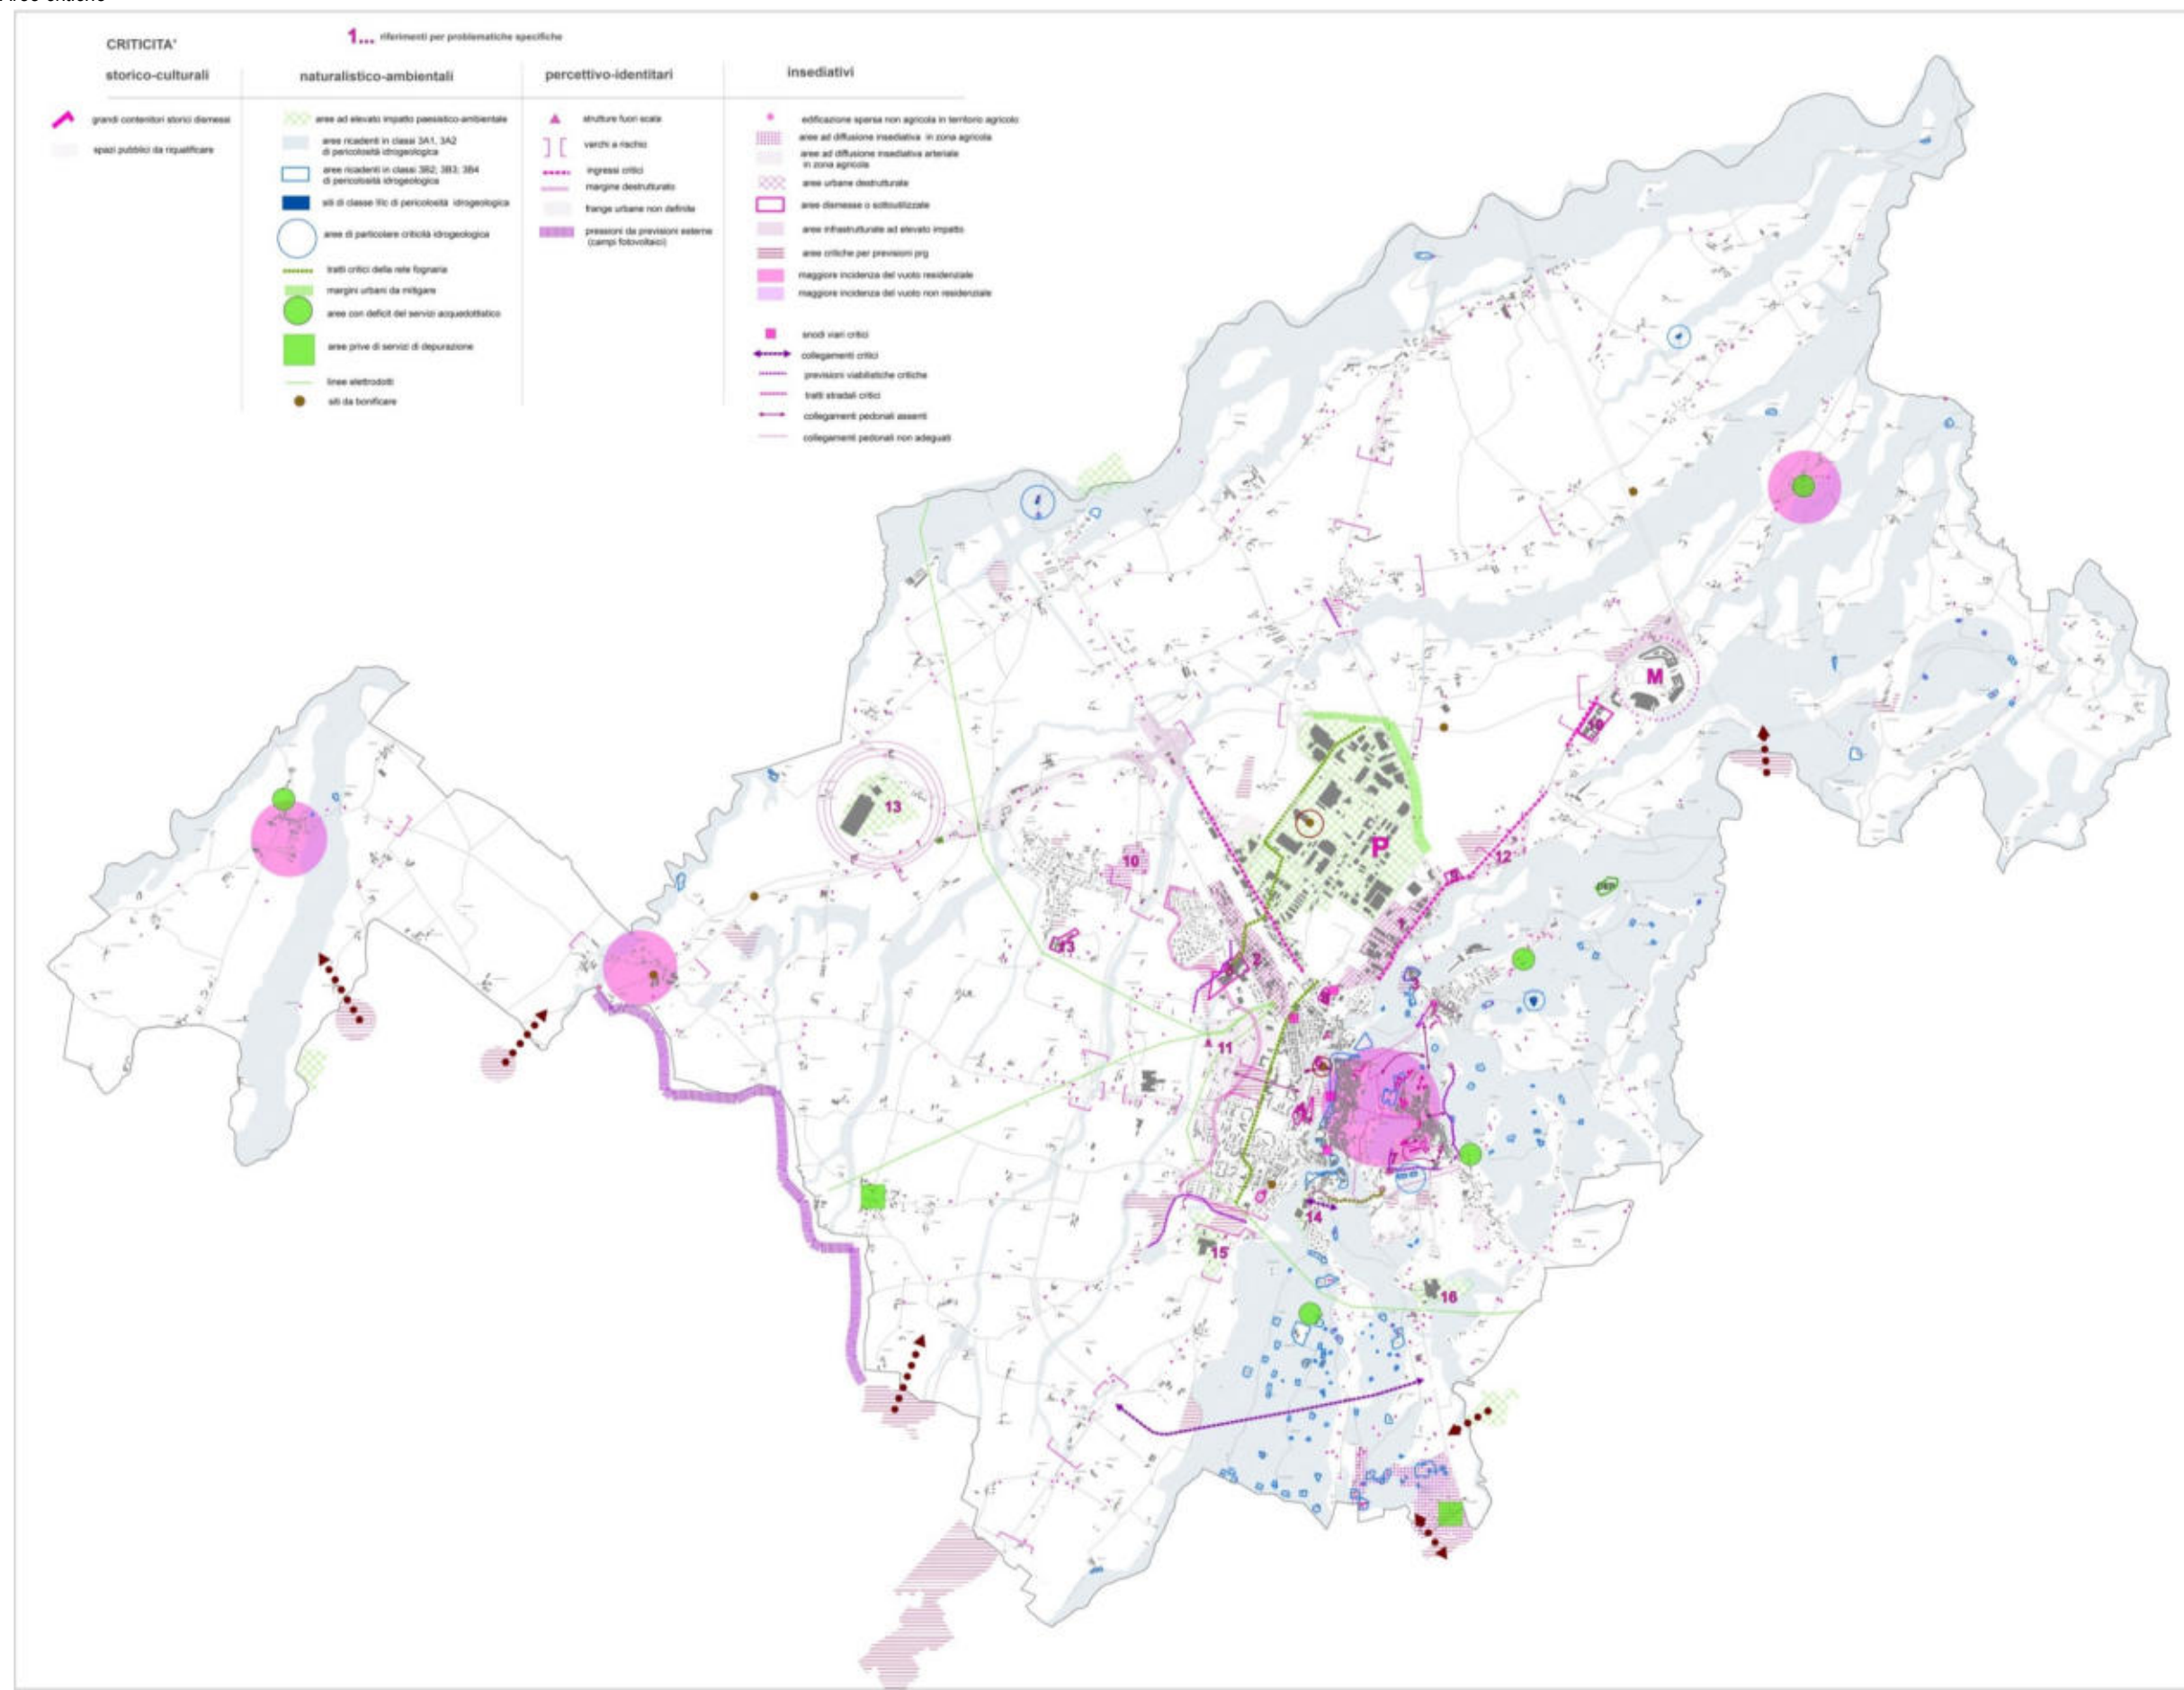 Aree critiche
CRITICITA'
1... riferimenti per problematiche specifiche
storico-culturali
grandi contenitori storici dismessi
spazi pubblici da riqualificare
naturalistico-ambientali
aree ad elevato impatto paesistico-ambientale
aree ricadenti in classi 3A1, 3A2
di pericolosità idrogeologica
aree ricadenti in classi 3B2; 3B3; 3B4
di pericolosità idrogeologica
siti di classe IIIc di pericolosità idrogeologica
aree di particolare criticità idrogeologica
tratti critici della rete fognaria
margini urbani da mitigare
aree con deficit dei servizi acquedottistico
aree prive di servizi di depurazione
linee elettrodotti
siti da bonificare
percettivo-identitari
strutture fuori scala
varchi a rischio
ingressi critici
margine destrutturato
frange urbane non definite
pressioni da previsioni esterne
(campi fotovoltaici)
insediativi
edificazione sparsa non agricola in territorio agricolo
aree ad diffusione insediativa in zona agricola
aree ad diffusione insediativa arteriale
in zona agricola
aree urbane destrutturate
aree dismesse o sottoutilizzate
aree infrastrutturate ad elevato impatto
aree critiche per previsioni prg
maggiore incidenza del vuoto residenziale
maggiore incidenza del vuoto non residenziale
snodi viari critici
collegamenti critici
previsioni viabilistiche critiche
tratti stradali critici
collegamenti pedonali assenti
collegamenti pedonali non adeguati
M
13
P
12
10
13
2
3
11
14
15
16